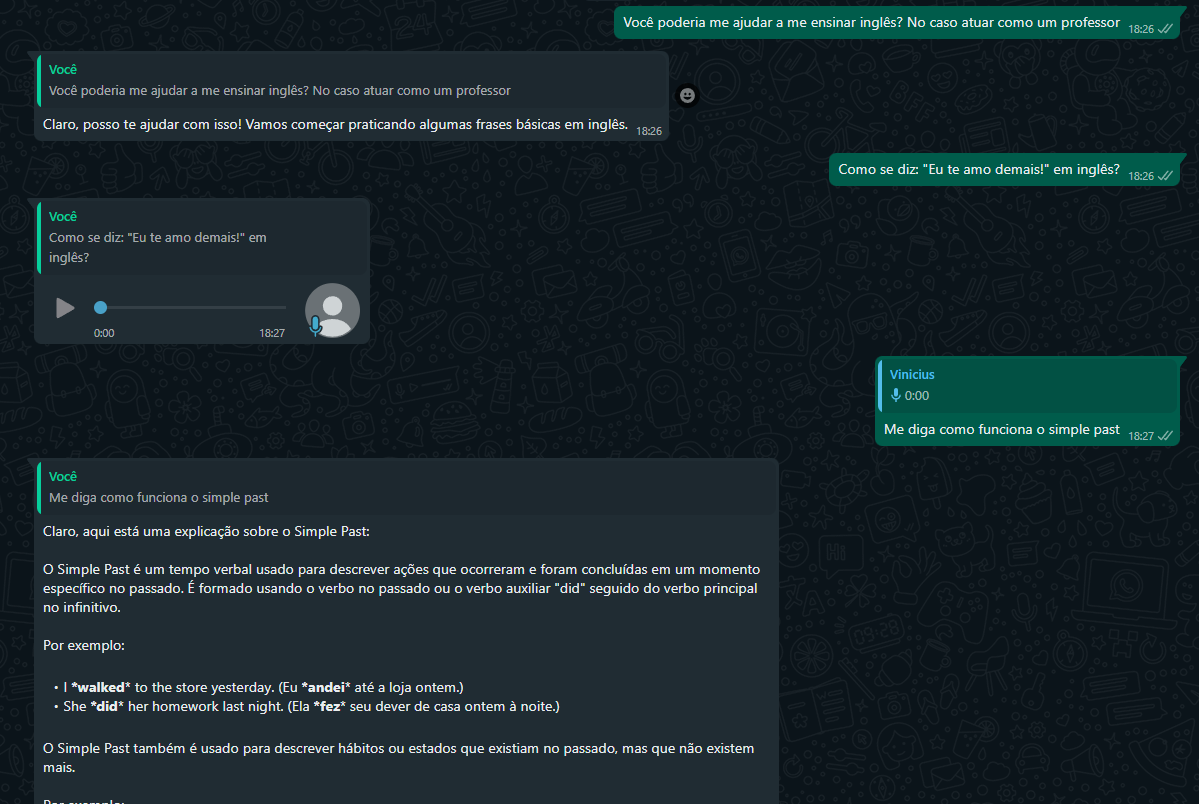 Você poderia me ajudar a me ensinar inglês? No caso atuar como um professor
18:26
Você
Você poderia me ajudar a me ensinar inglês? No caso atuar como um professor
Claro, posso te ajudar com isso! Vamos começar praticando algumas frases básicas em inglês.
18:26
Como se diz: "Eu te amo demais!" em inglês?
18:26
Você
Como se diz: "Eu te amo demais!" em
inglês?
0:00
18:27
Vinicius
0:00
Me diga como funciona o simple past
18:27
Você
Me diga como funciona o simple past
Claro, aqui está uma explicação sobre o Simple Past:
O Simple Past é um tempo verbal usado para descrever ações que ocorreram e foram concluídas em um momento
específico no passado. É formado usando o verbo no passado ou o verbo auxiliar "did" seguido do verbo principal
no infinitivo.
Por exemplo:
• I *walked* to the store yesterday. (Eu *andei* até a loja ontem.)
• She *did* her homework last night. (Ela *fez* seu dever de casa ontem à noite.)
O Simple Past também é usado para descrever hábitos ou estados que existiam no passado, mas que não existem
mais.
Por exemplo: